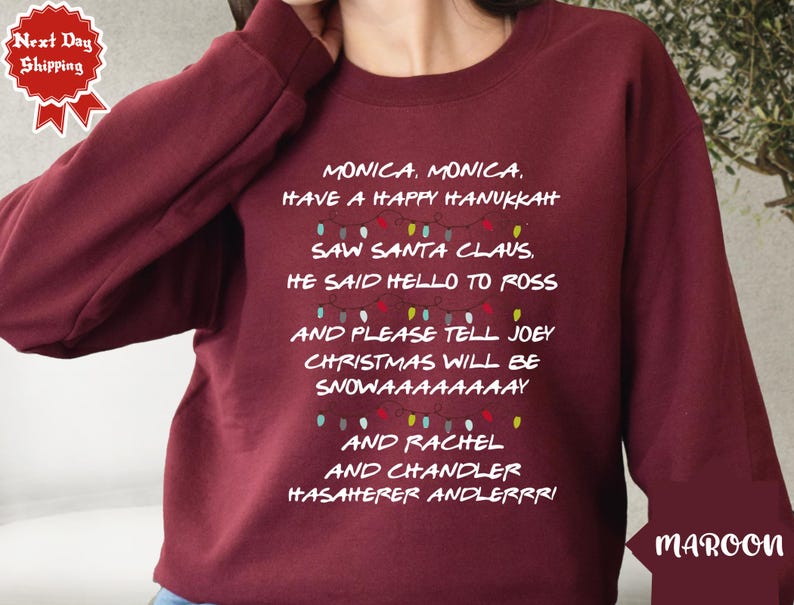 Next Day
Shipping
MONICA, MONICA,
HAVE A HAPPY HANUKKAH
SAW SANTA CLAUS,
HE SAID HELLO TO ROSS
AND PLEASE TELL JOEY
CHRISTMAS WILL BE
SNOWAAAAAAAAY
AND RACHEL
AND CHANDLER
HASAHERER ANDLERRR!
MAROON